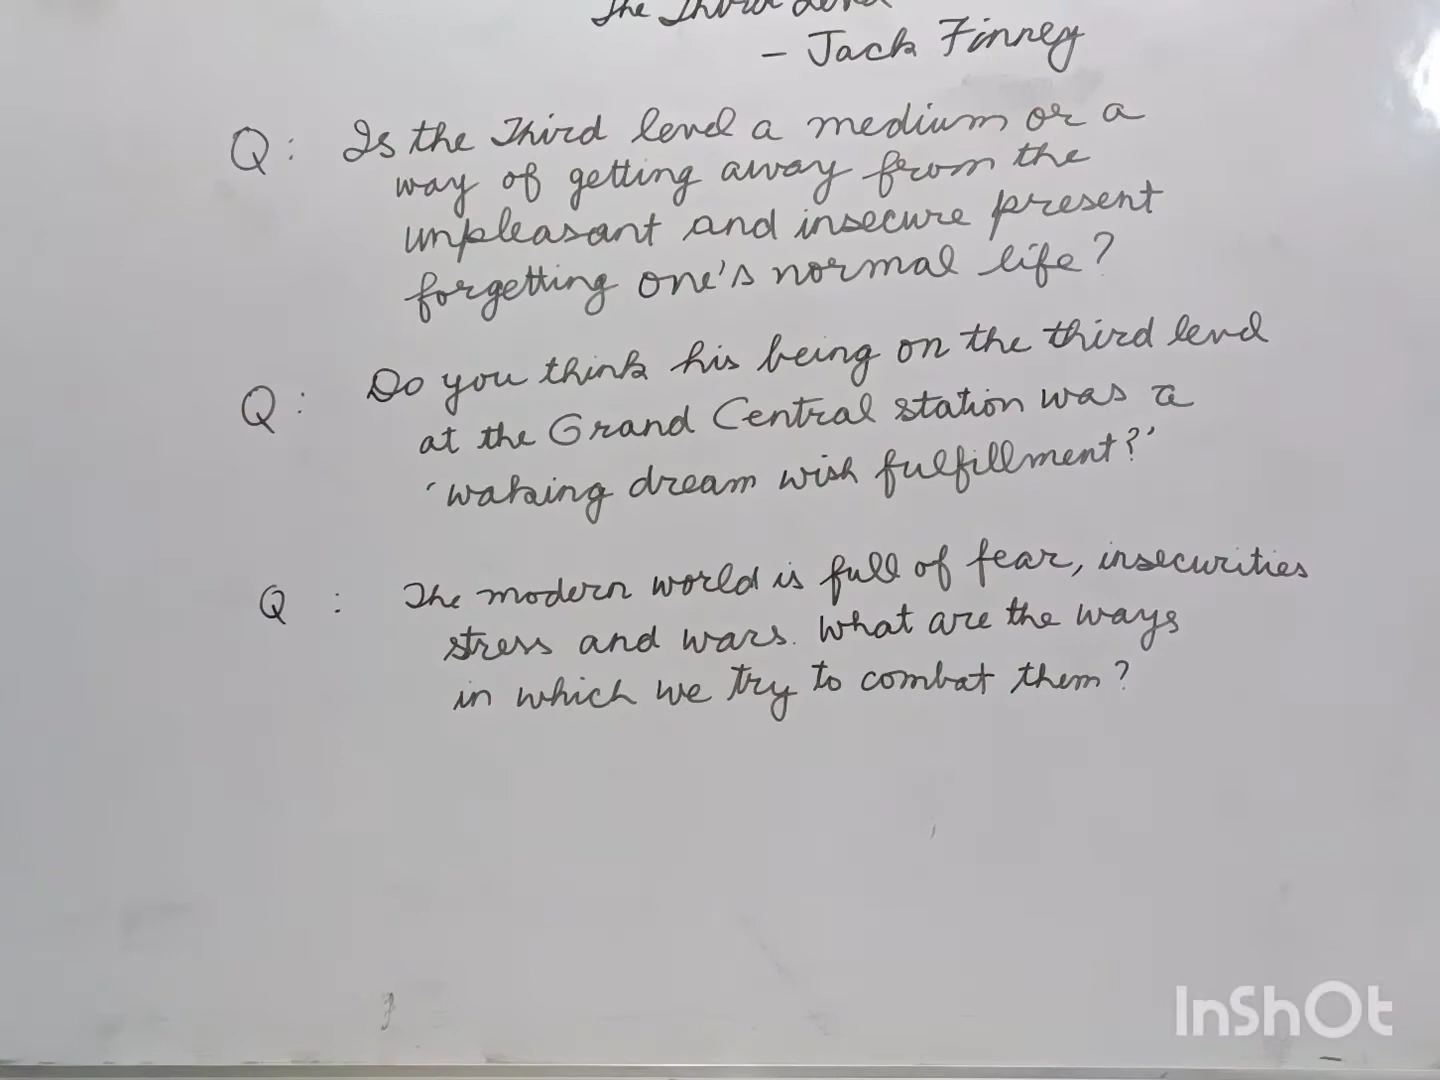 The Third Level
- Jack Finney
Q: Is the Third level a medium or a
way of getting away from the
unpleasant and insecure present
forgetting one's normal life?
Q: Do you think his being on the third level
at the Grand Central station was a
'waking dream wish fulfillment?'
Q : The modern world is full of fear, insecurities
stress and wars. What are the ways
in which we try to combat them?
InShOt